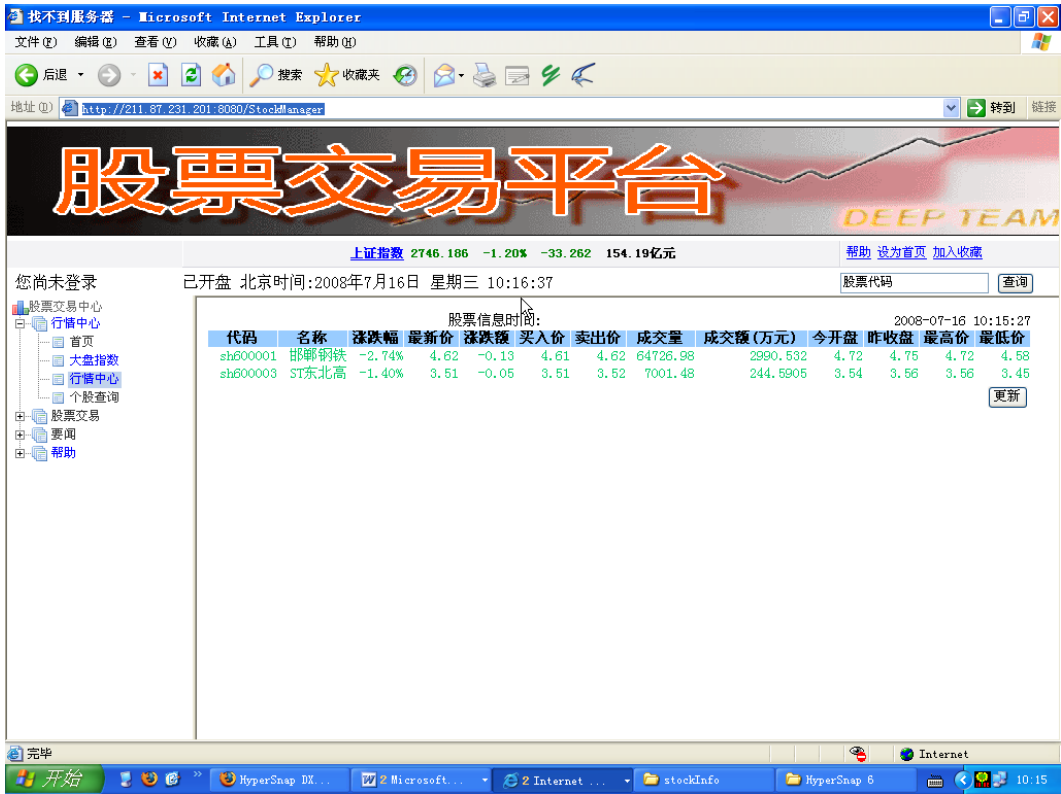 找不到服务器 - Microsoft Internet Explorer
文件(F) 编辑(E) 查看(V) 收藏(A) 工具(T) 帮助(H)
后退 搜索 收藏夹
地址(D) http://211.87.231.201:8080/StockManager 转到 链接
股票交易平台
DEEP TEAM
上证指数 2746.186 -1.20% -33.262 154.19亿元 帮助 设为首页 加入收藏
您尚未登录 已开盘 北京时间:2008年7月16日 星期三 10:16:37 股票代码 查询
股票交易中心
行情中心
首页
大盘指数
行情中心
个股查询
股票交易
要闻
帮助
股票信息时间: 2008-07-16 10:15:27
代码 名称 涨跌幅 最新价 涨跌额 买入价 卖出价 成交量 成交额(万元) 今开盘 昨收盘 最高价 最低价
sh600001 邯郸钢铁 -2.74% 4.62 -0.13 4.61 4.62 64726.98 2990.532 4.72 4.75 4.72 4.58
sh600003 ST东北高 -1.40% 3.51 -0.05 3.51 3.52 7001.48 244.5905 3.54 3.56 3.56 3.45
更新
完毕 Internet
开始 » HyperSnap DX... 2 Microsoft... 2 Internet ... stockInfo HyperSnap 6 10:15